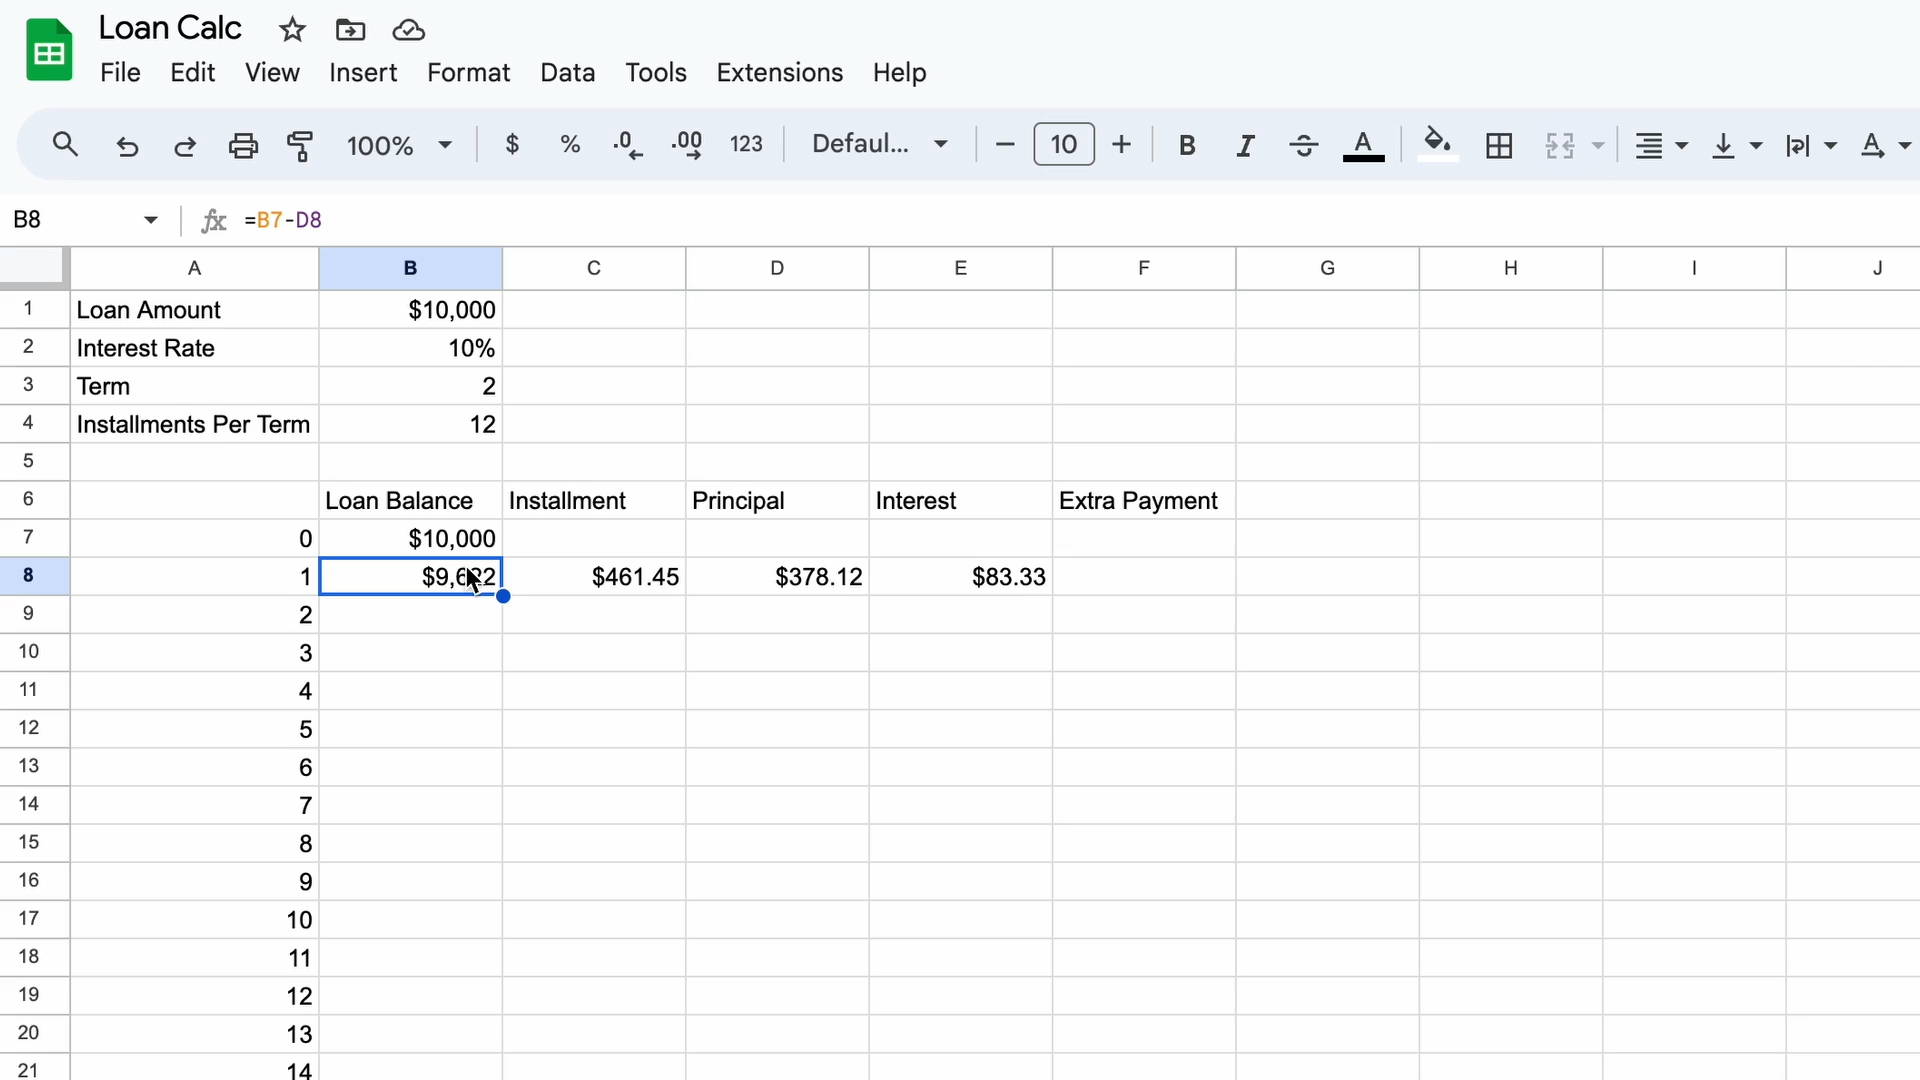 Loan Calc
File Edit View Insert Format Data Tools Extensions Help
100% $ % .0 .00 123 Defaul... 10 B I A A
B8 fx =B7-D8
A B C D E F G H I J
1 Loan Amount $10,000
2 Interest Rate 10%
3 Term 2
4 Installments Per Term 12
5
6 Loan Balance Installment Principal Interest Extra Payment
7 0 $10,000
8 1 $9,622 $461.45 $378.12 $83.33
9 2
10 3
11 4
12 5
13 6
14 7
15 8
16 9
17 10
18 11
19 12
20 13
21 14